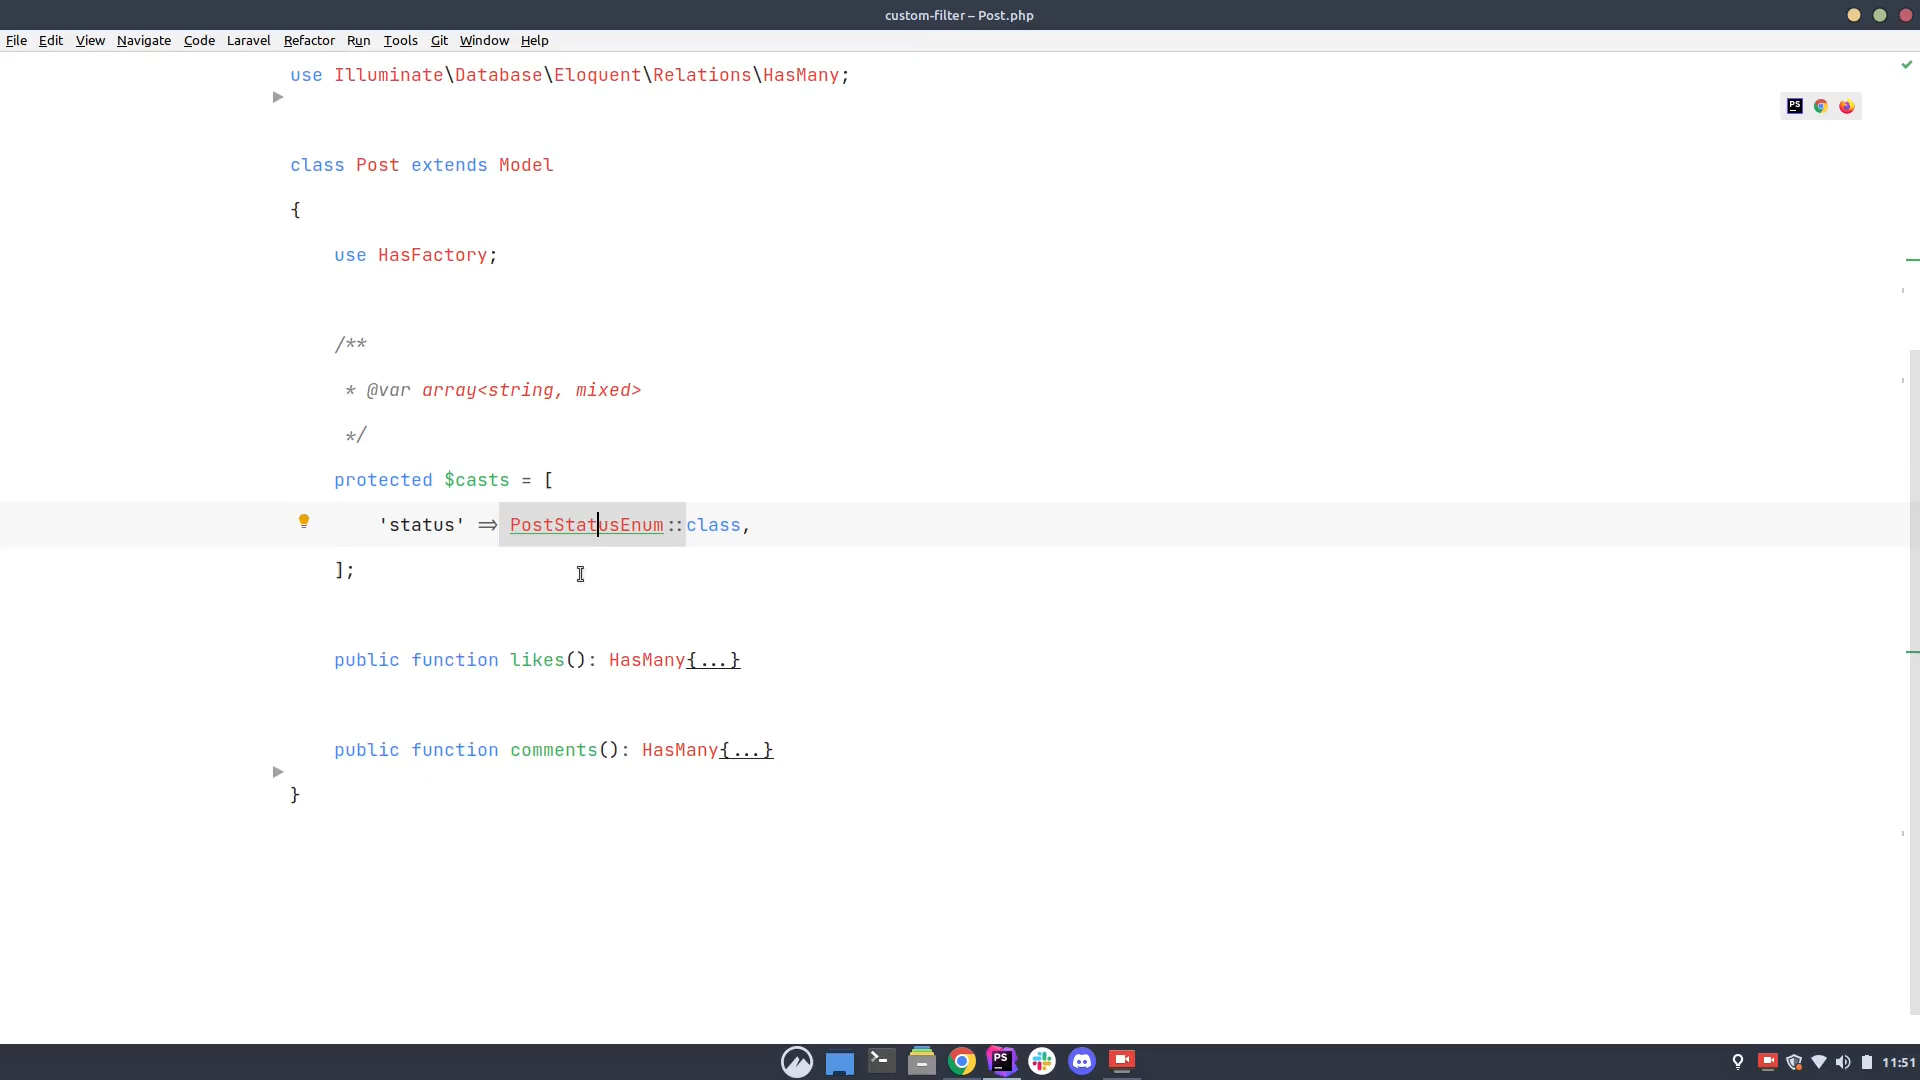 custom-filter – Post.php
File Edit View Navigate Code Laravel Refactor Run Tools Git Window Help
use Illuminate\Database\Eloquent\Relations\HasMany;
PS
class Post extends Model
{
use HasFactory;
/**
* @var array<string, mixed>
*/
protected $casts = [
'status' => PostStatusEnum::class,
];
public function likes(): HasMany{...}
public function comments(): HasMany{...}
}
PS
11:51